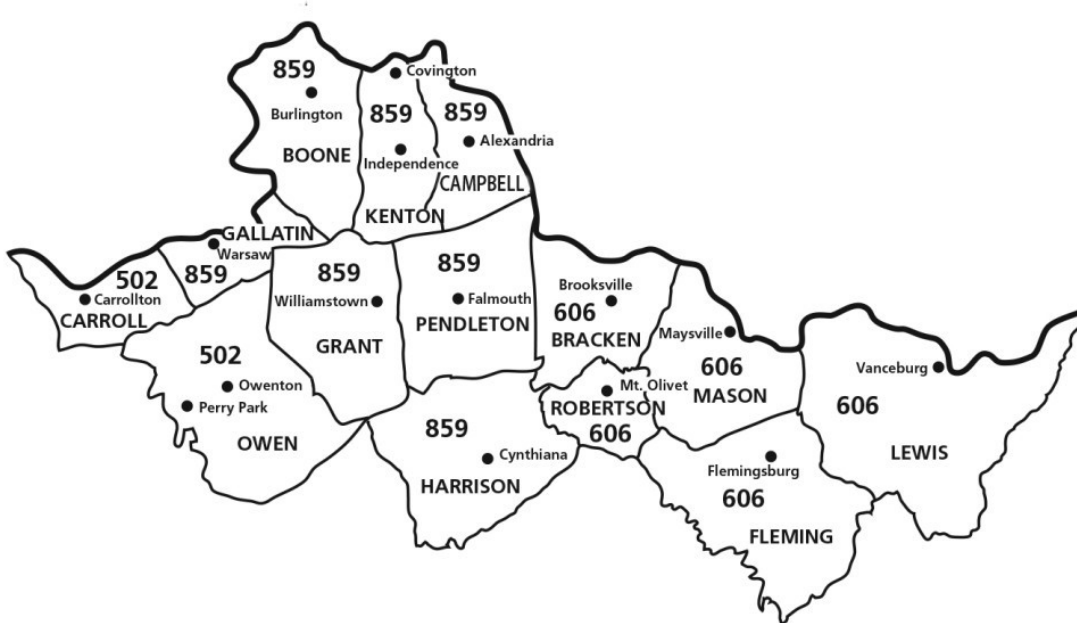 859
Burlington
BOONE
Covington
859
Independence
KENTON
859
Alexandria
CAMPBELL
GALLATIN
Warsaw
859
502
Carrollton
CARROLL
859
Williamstown
GRANT
859
Falmouth
PENDLETON
Brooksville
606
BRACKEN
Maysville
606
MASON
Vanceburg
606
LEWIS
502
Owenton
Perry Park
OWEN
859
Cynthiana
HARRISON
Mt. Olivet
ROBERTSON
606
Flemingsburg
606
FLEMING